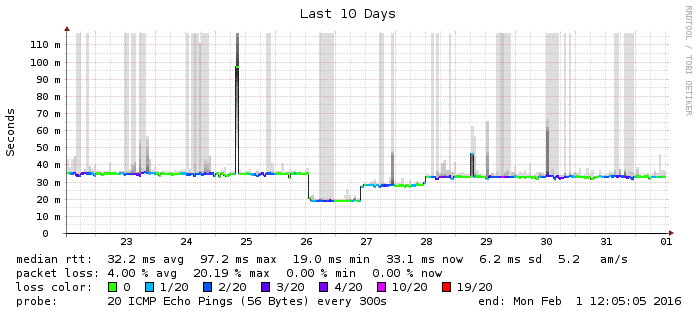 Last 10 Days
RRDTOOL / TOBI OETIKER
Seconds
110 m
100 m
90 m
80 m
70 m
60 m
50 m
40 m
30 m
20 m
10 m
0
23 24 25 26 27 28 29 30 31 01
median rtt: 32.2 ms avg 97.2 ms max 19.0 ms min 33.1 ms now 6.2 ms sd 5.2 am/s
packet loss: 4.00 % avg 20.19 % max 0.00 % min 0.00 % now
loss color: 0 1/20 2/20 3/20 4/20 10/20 19/20
probe: 20 ICMP Echo Pings (56 Bytes) every 300s end: Mon Feb 1 12:05:05 2016